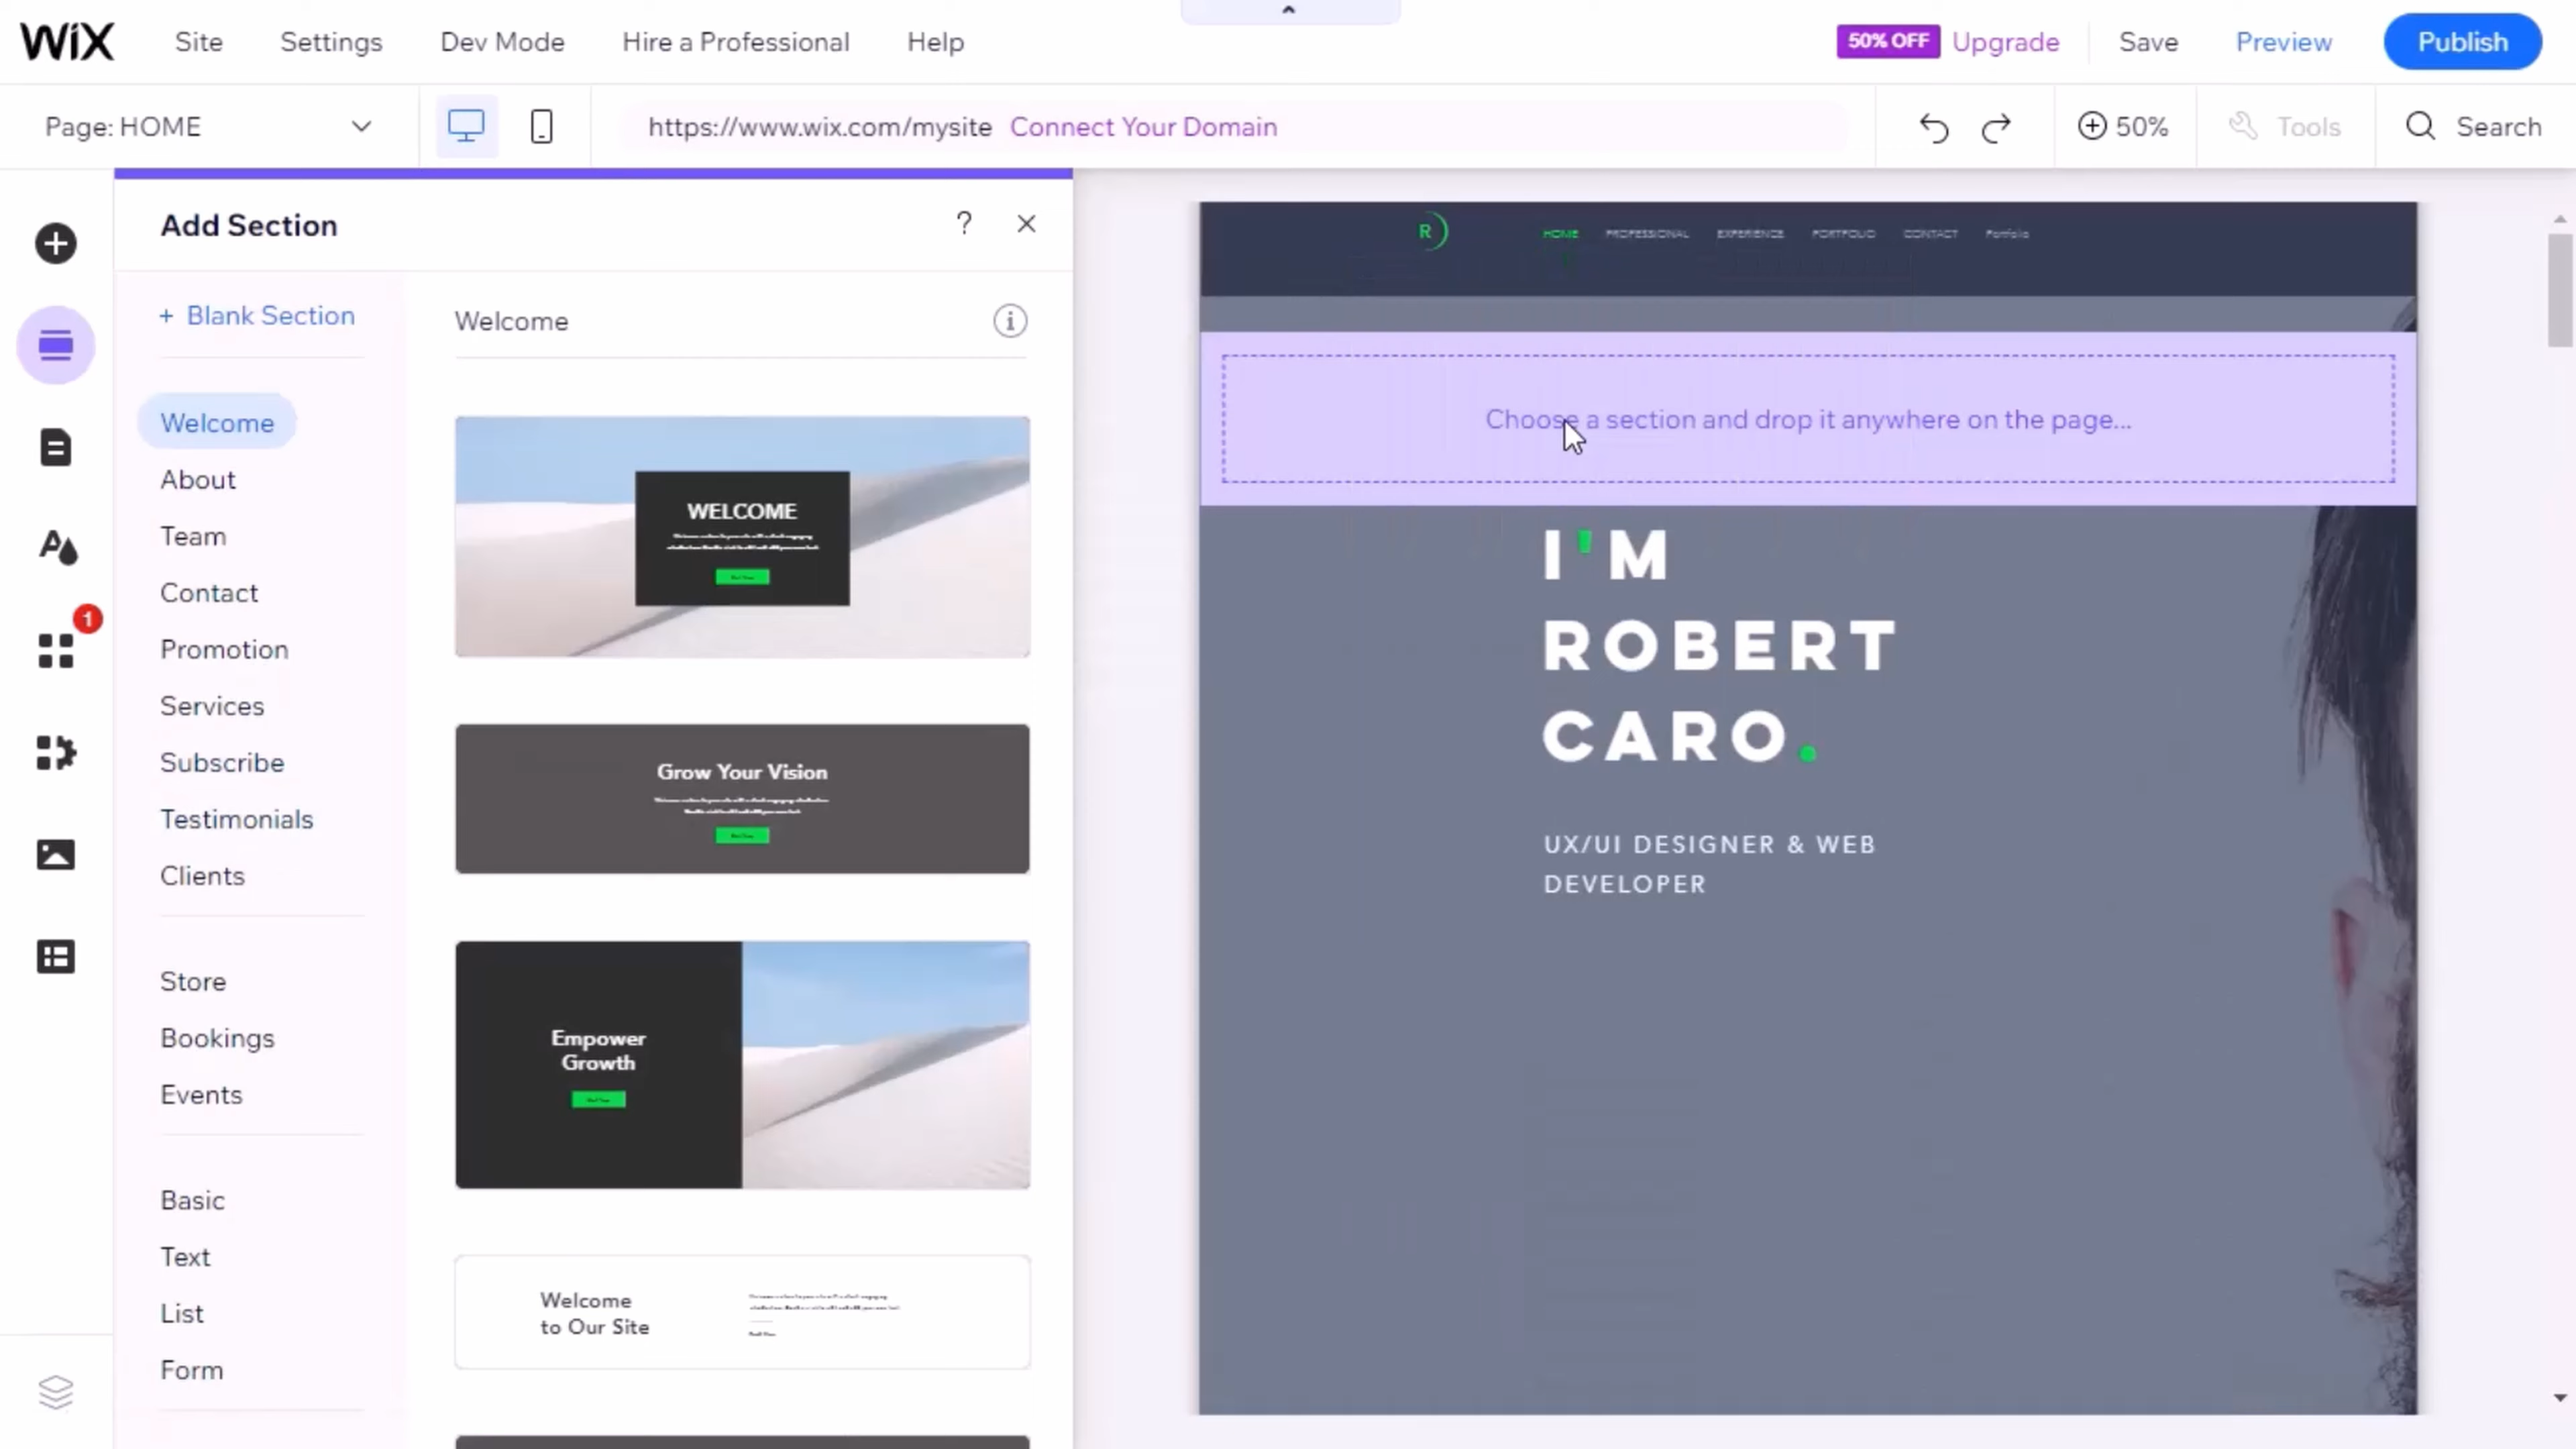 WiX
Site
Settings
Dev Mode
Hire a Professional
Help
50% OFF
Upgrade
Save
Preview
Publish
Page: HOME
https://www.wix.com/mysite
Connect Your Domain
50%
Tools
Search
Add Section
?
+ Blank Section
Welcome
About
Team
Contact
Promotion
Services
Subscribe
Testimonials
Clients
Store
Bookings
Events
Basic
Text
List
Form
1
Welcome
WELCOME
Grow Your Vision
Empower
Growth
Welcome
to Our Site
R
HOME
PROFESSIONAL
EXPERIENCE
PORTFOLIO
CONTACT
Portfolio
Choose a section and drop it anywhere on the page...
I'M
ROBERT
CARO.
UX/UI DESIGNER & WEB
DEVELOPER